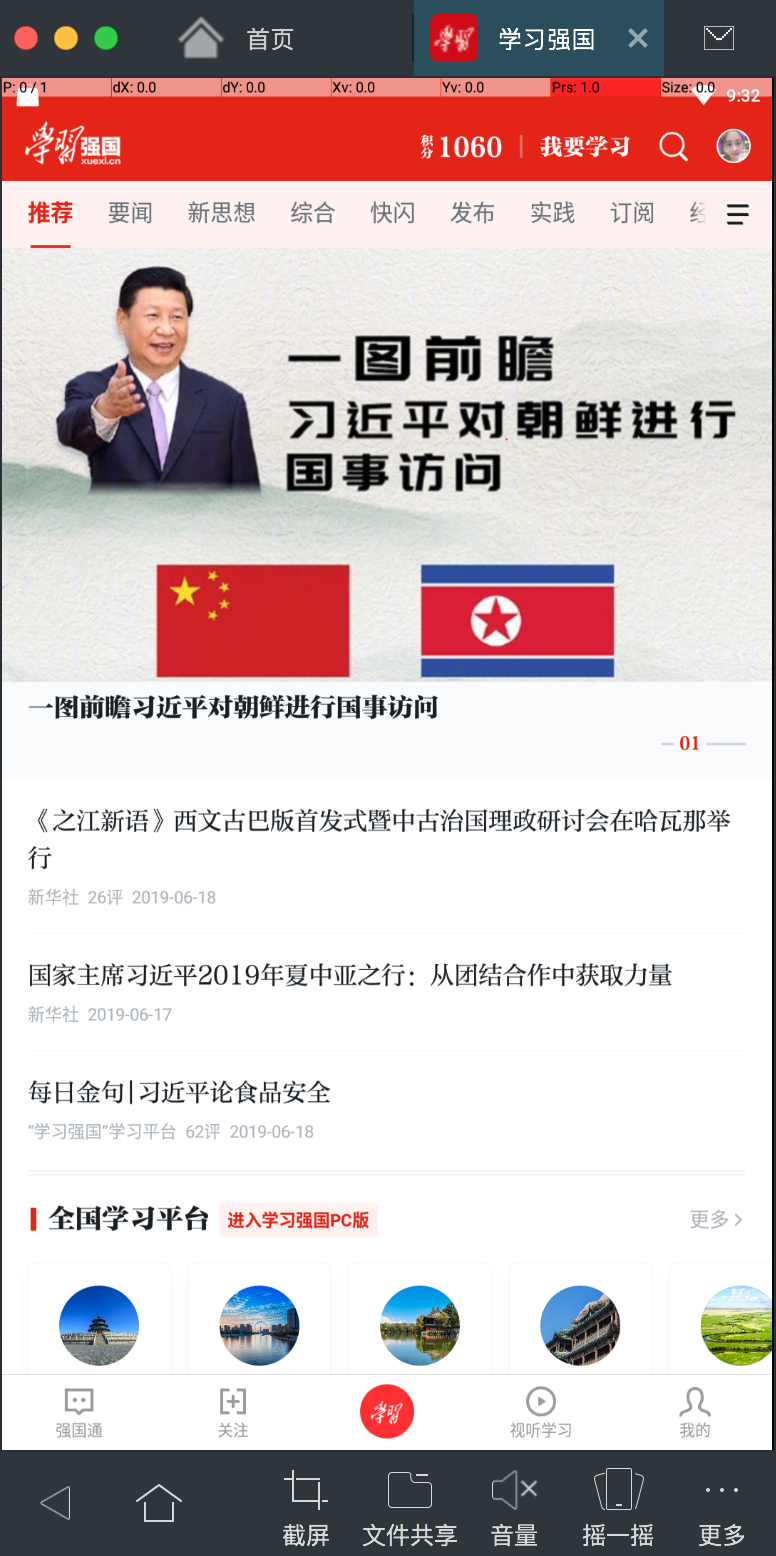 首页
学习强国
P: 0 / 1 dX: 0.0 dY: 0.0 Xv: 0.0 Yv: 0.0 Prs: 1.0 Size: 0.0
9:32
学习强国 xuexi.cn
积分 1060 | 我要学习
推荐 要闻 新思想 综合 快闪 发布 实践 订阅
一图前瞻
习近平对朝鲜进行
国事访问
一图前瞻习近平对朝鲜进行国事访问
01
《之江新语》西文古巴版首发式暨中古治国理政研讨会在哈瓦那举
行
新华社 26评 2019-06-18
国家主席习近平2019年夏中亚之行：从团结合作中获取力量
新华社 2019-06-17
每日金句|习近平论食品安全
“学习强国”学习平台 62评 2019-06-18
全国学习平台 进入学习强国PC版 更多
强国通 关注 学习 视听学习 我的
截屏 文件共享 音量 摇一摇 更多